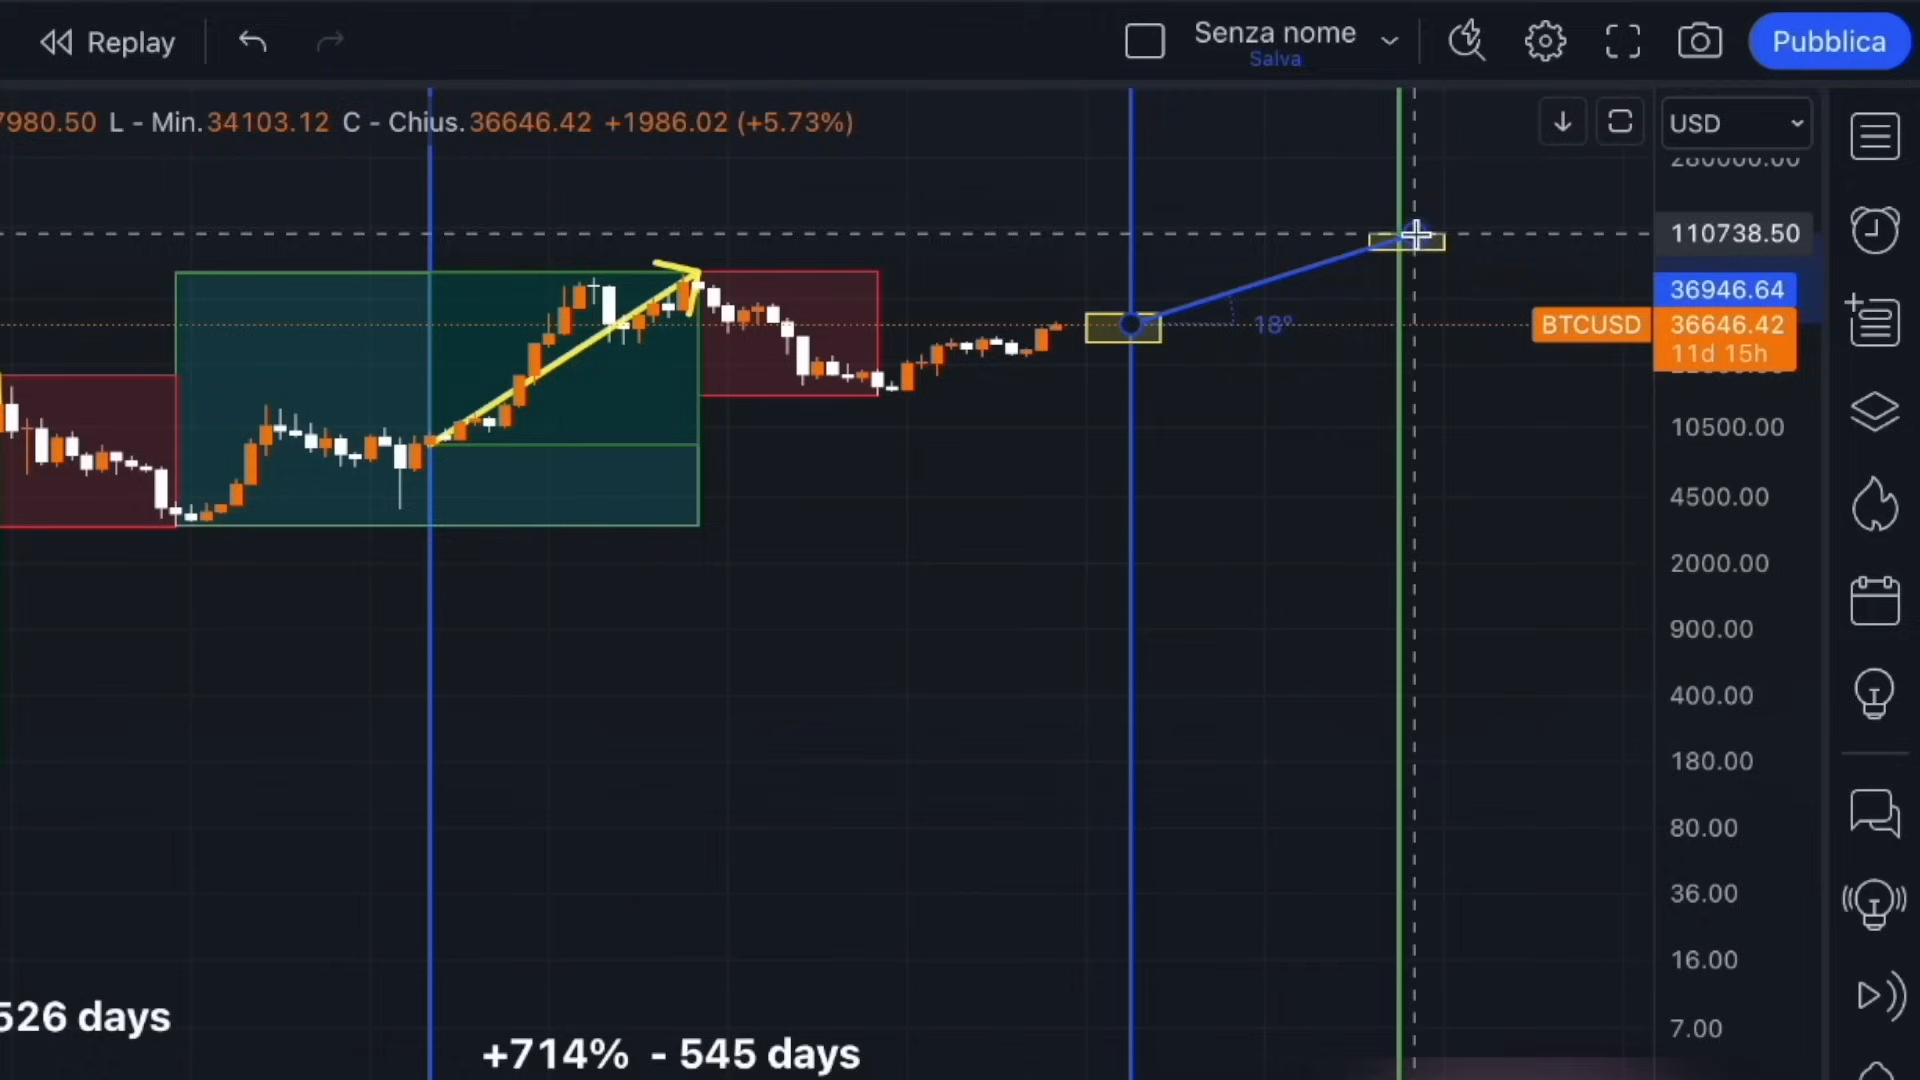 Replay
Senza nome
Salva
Pubblica
7980.50 L - Min. 34103.12 C - Chius. 36646.42 +1986.02 (+5.73%)
USD
280000.00
110738.50
36946.64
BTCUSD 36646.42
11d 15h
18°
10500.00
4500.00
2000.00
900.00
400.00
180.00
80.00
36.00
16.00
7.00
526 days
+714% - 545 days